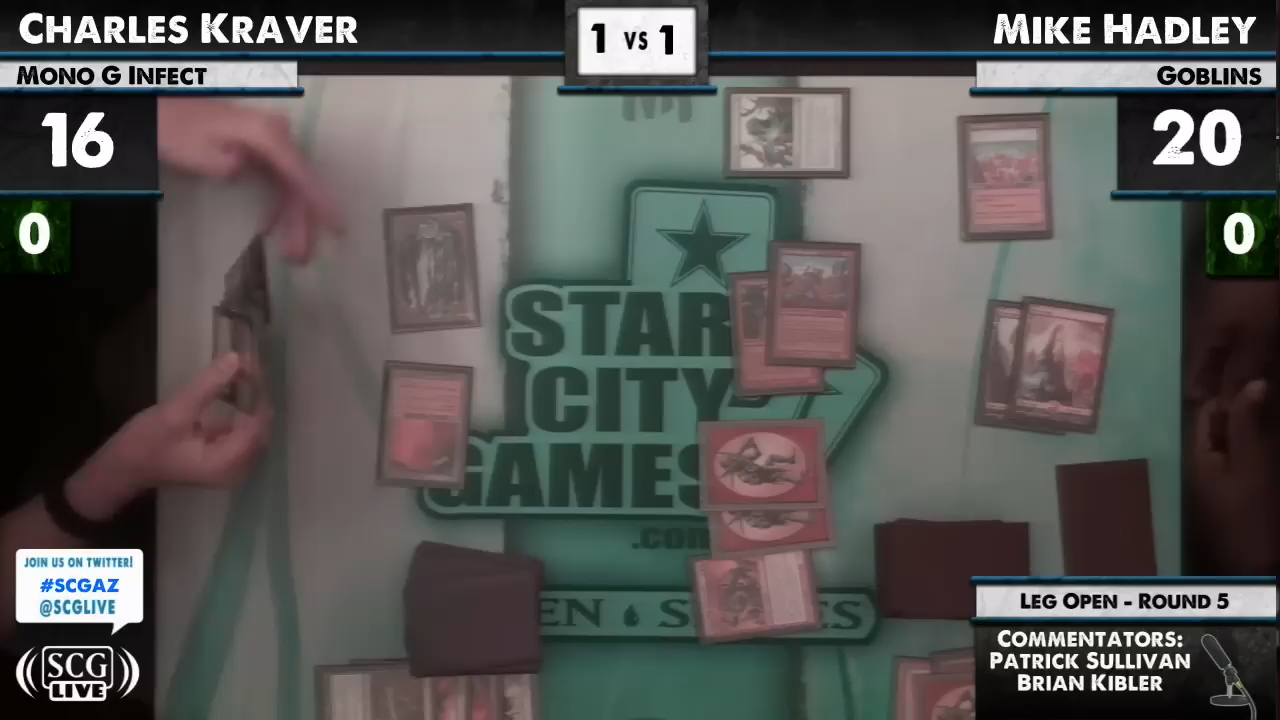 CHARLES KRAVER
1 VS 1
MIKE HADLEY
MONO G INFECT
GOBLINS
16
20
0
0
STAR
CITY
GAMES
.com
EN SERIES
JOIN US ON TWITTER!
#SCGAZ
@SCGLIVE
SCG
LIVE
LEG OPEN - ROUND 5
COMMENTATORS:
PATRICK SULLIVAN
BRIAN KIBLER